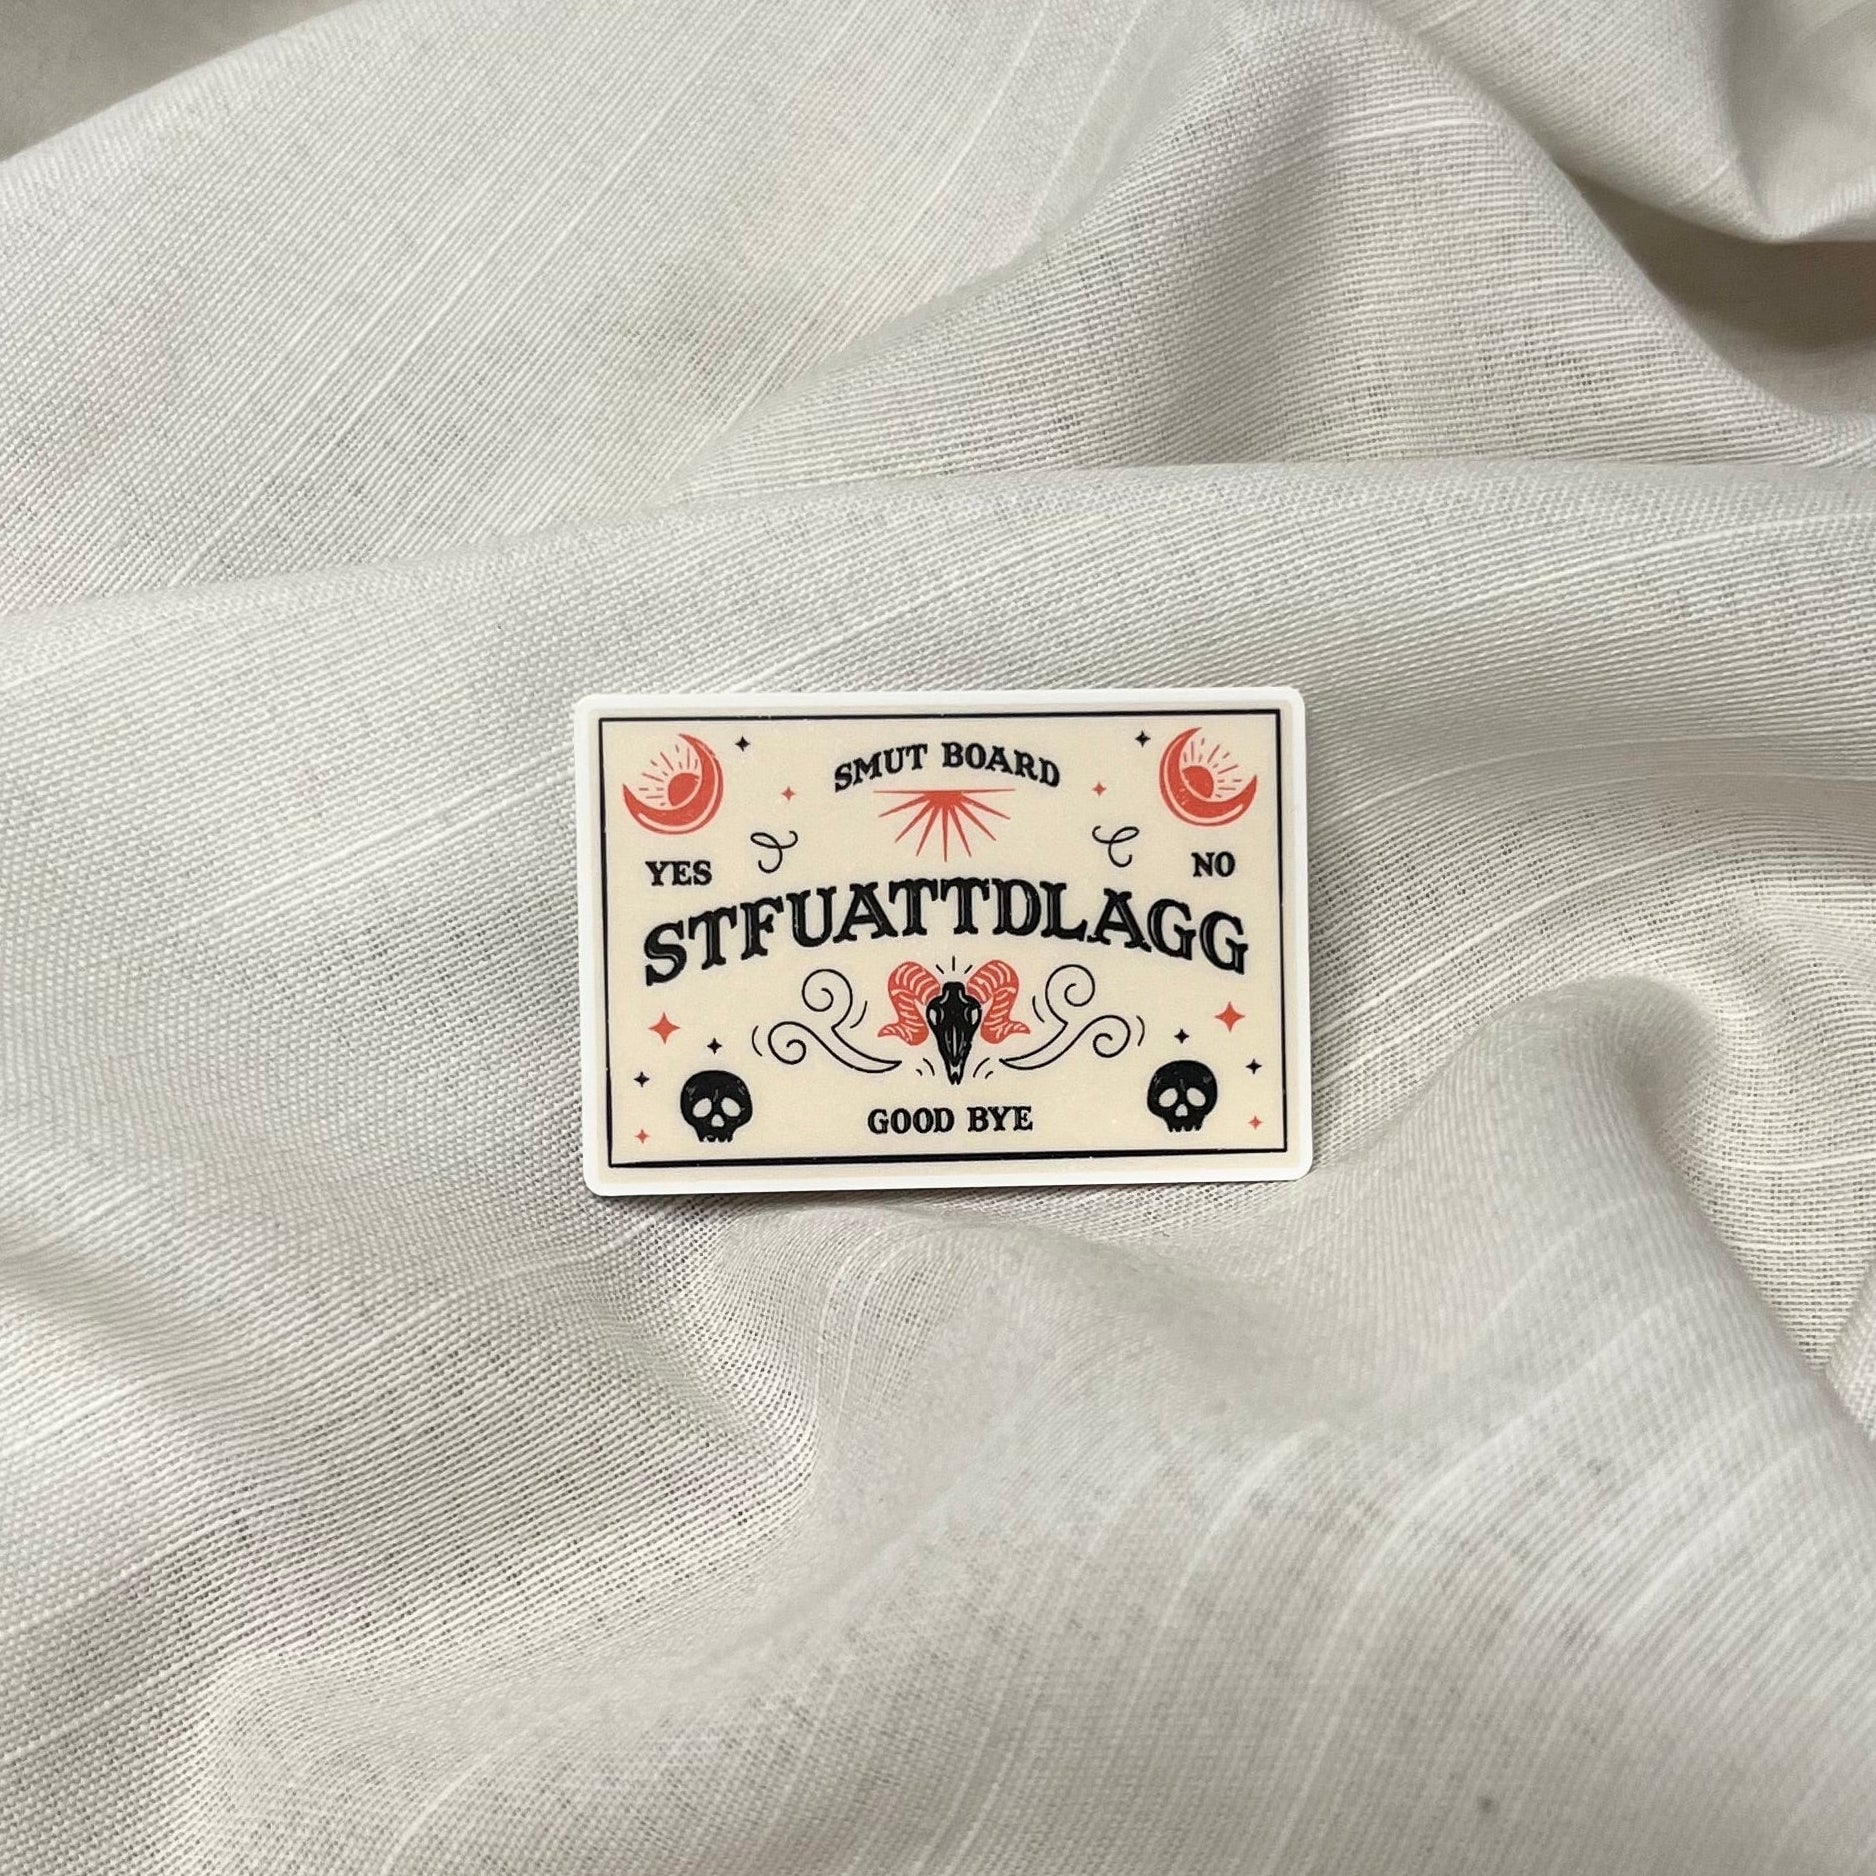 SMUT BOARD
YES
NO
STFUATTDLAGG
GOOD BYE